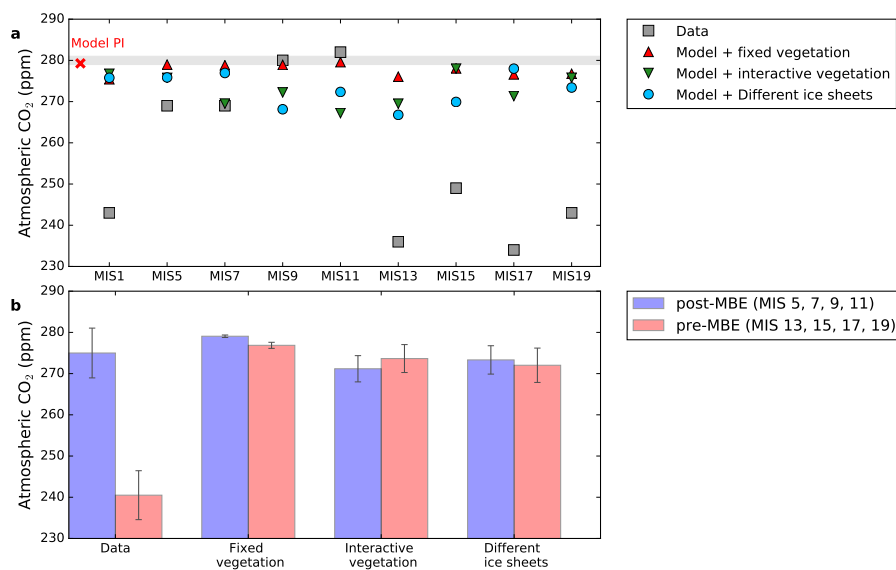 a
Atmospheric CO₂ (ppm)
290
280
270
260
250
240
230
Model PI
MIS1 MIS5 MIS7 MIS9 MIS11 MIS13 MIS15 MIS17 MIS19
Data
Model + fixed vegetation
Model + interactive vegetation
Model + Different ice sheets
b
Atmospheric CO₂ (ppm)
290
280
270
260
250
240
230
Data
Fixed
vegetation
Interactive
vegetation
Different
ice sheets
post-MBE (MIS 5, 7, 9, 11)
pre-MBE (MIS 13, 15, 17, 19)